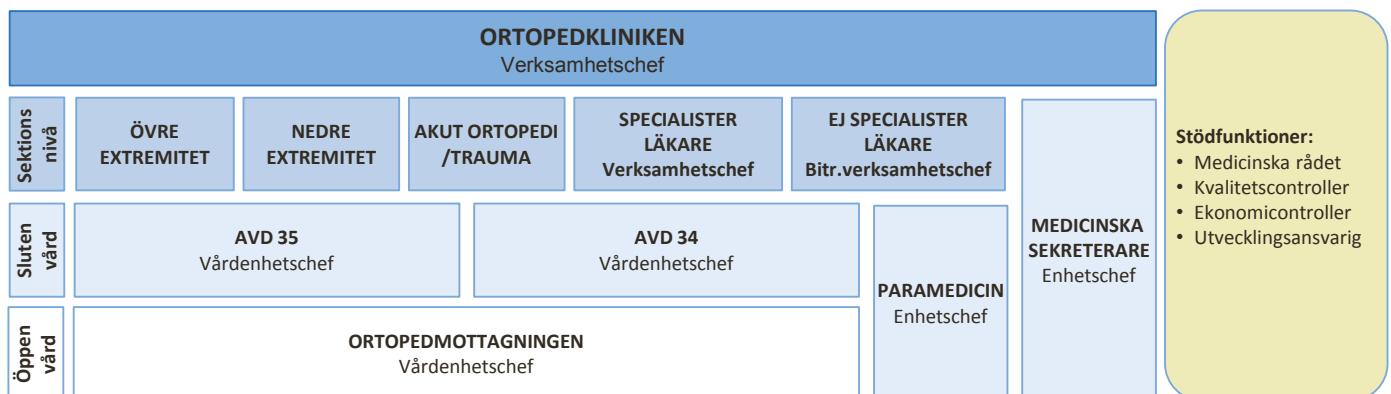 ORTOPEDKLINIKEN
Verksamhetschef
Sektions
nivå
ÖVRE
EXTREMITET
NEDRE
EXTREMITET
AKUT ORTOPEDI
/TRAUMA
SPECIALISTER
LÄKARE
Verksamhetschef
EJ SPECIALISTER
LÄKARE
Bitr.verksamhetschef
MEDICINSKA
SEKRETERARE
Enhetschef
Sluten
vård
AVD 35
Vårdenhetschef
AVD 34
Vårdenhetschef
PARAMEDICIN
Enhetschef
Öppen
vård
ORTOPEDMOTTAGNINGEN
Vårdenhetschef
Stödfunktioner:
• Medicinska rådet
• Kvalitetscontroller
• Ekonomicontroller
• Utvecklingsansvarig